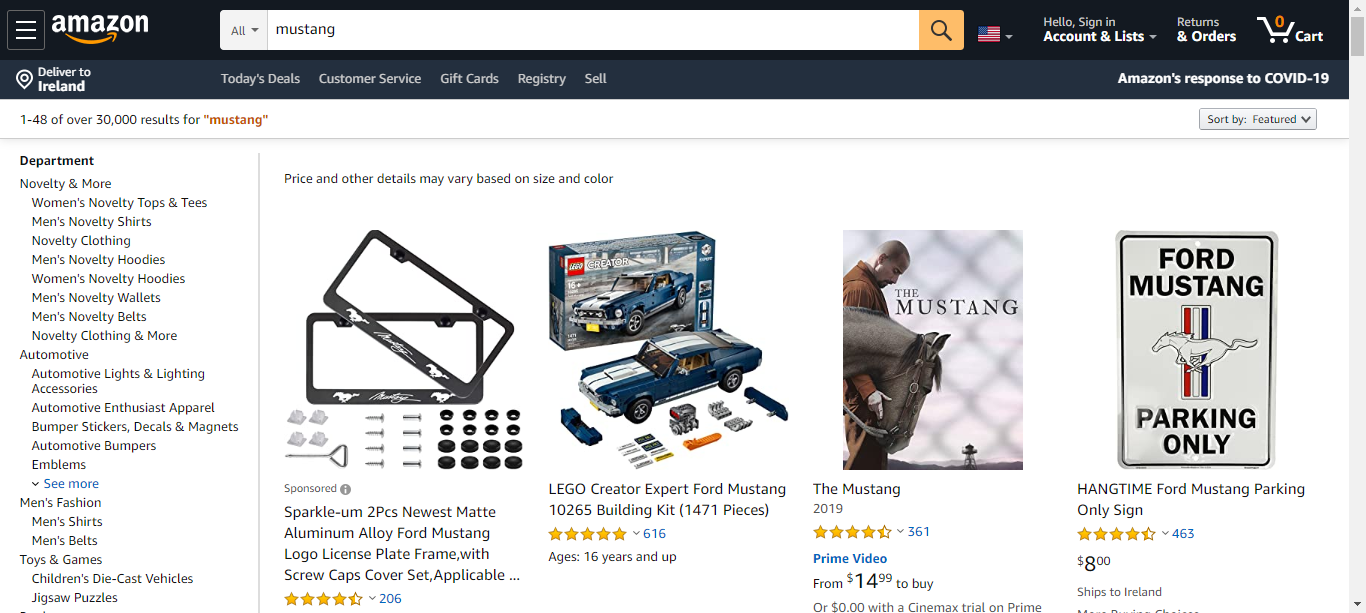 amazon
All
mustang
Hello, Sign in
Account & Lists
Returns
& Orders
0
Cart
Deliver to
Ireland
Today's Deals
Customer Service
Gift Cards
Registry
Sell
Amazon's response to COVID-19
1-48 of over 30,000 results for "mustang"
Sort by: Featured
Department
Novelty & More
Women's Novelty Tops & Tees
Men's Novelty Shirts
Novelty Clothing
Men's Novelty Hoodies
Women's Novelty Hoodies
Men's Novelty Wallets
Men's Novelty Belts
Novelty Clothing & More
Automotive
Automotive Lights & Lighting
Accessories
Automotive Enthusiast Apparel
Bumper Stickers, Decals & Magnets
Automotive Bumpers
Emblems
See more
Men's Fashion
Men's Shirts
Men's Belts
Toys & Games
Children's Die-Cast Vehicles
Jigsaw Puzzles
Price and other details may vary based on size and color
Mustang
Mustang
Sponsored
Sparkle-um 2Pcs Newest Matte
Aluminum Alloy Ford Mustang
Logo License Plate Frame,with
Screw Caps Cover Set,Applicable ...
206
LEGO
CREATOR
16+
LEGO Creator Expert Ford Mustang
10265 Building Kit (1471 Pieces)
616
Ages: 16 years and up
THE
MUSTANG
The Mustang
2019
361
Prime Video
From $14.99 to buy
Or $0.00 with a Cinemax trial on Prime
FORD
MUSTANG
PARKING
ONLY
HANGTIME Ford Mustang Parking
Only Sign
463
$8.00
Ships to Ireland
More Buying Choices